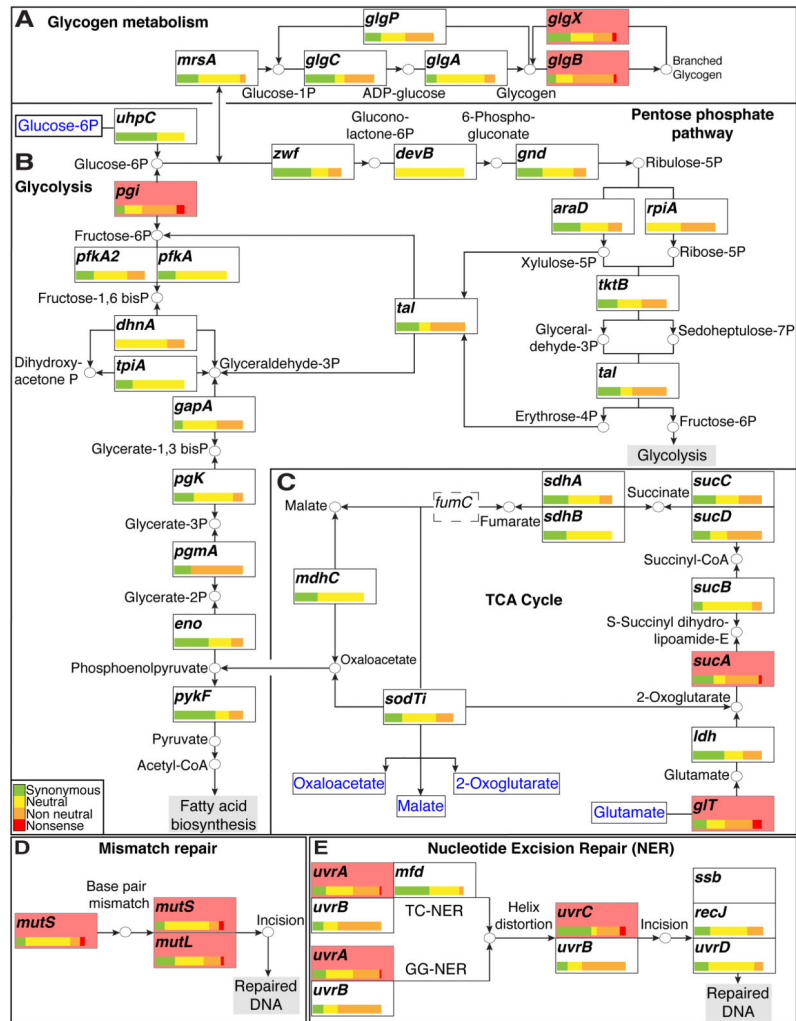 A Glycogen metabolism
glgP
glgX
mrsA
glgC
glgA
glgB
Branched
Glycogen
Glucose-1P
ADP-glucose
Glycogen
Glucose-6P
uhpC
Glucono-
lactone-6P
6-Phospho-
gluconate
Pentose phosphate
pathway
B
Glycolysis
Glucose-6P
zwf
devB
gnd
Ribulose-5P
pgi
araD
rpiA
Fructose-6P
pfkA2
pfkA
Xylulose-5P
Ribose-5P
tktB
Fructose-1,6 bisP
tal
dhnA
Glyceral-
dehyde-3P
Sedoheptulose-7P
Dihydroxy-
acetone P
tpiA
Glyceraldehyde-3P
tal
gapA
Erythrose-4P
Fructose-6P
Glycerate-1,3 bisP
Glycolysis
pgK
Glycerate-3P
pgmA
Glycerate-2P
eno
Phosphoenolpyruvate
pykF
Pyruvate
Acetyl-CoA
Fatty acid
biosynthesis
Synonymous
Neutral
Non neutral
Nonsense
C
Malate
fumC
Fumarate
sdhA
sdhB
Succinate
sucC
sucD
Succinyl-CoA
mdhC
TCA Cycle
sucB
S-Succinyl dihydro-
lipoamide-E
Oxaloacetate
sucA
2-Oxoglutarate
sodTi
ldh
Oxaloacetate
Malate
2-Oxoglutarate
Glutamate
Glutamate
glT
D Mismatch repair
Base pair
mismatch
mutS
mutS
mutL
Incision
Repaired
DNA
E Nucleotide Excision Repair (NER)
uvrA
mfd
uvrB
TC-NER
uvrA
GG-NER
uvrB
Helix
distortion
uvrC
uvrB
Incision
ssb
recJ
uvrD
Repaired
DNA